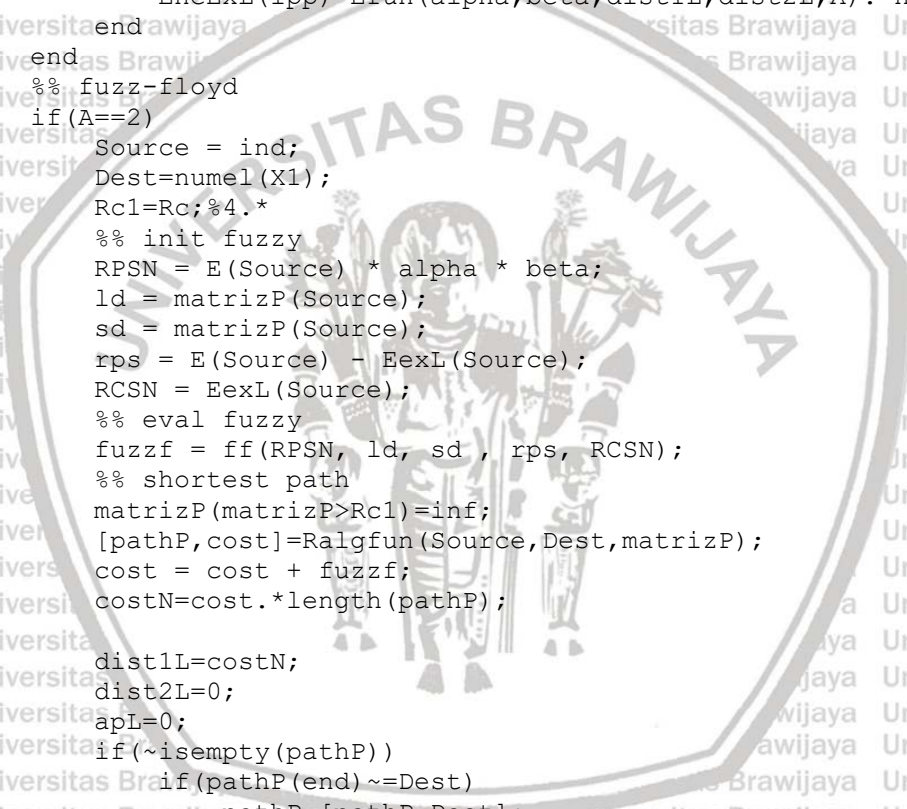 end
end
%% fuzz-floyd
if(A==2)
Source = ind;
Dest=numel(X1);
Rc1=Rc;%4.*
%% init fuzzy
RPSN = E(Source) * alpha * beta;
ld = matrizP(Source);
sd = matrizP(Source);
rps = E(Source) - EexL(Source);
RCSN = EexL(Source);
%% eval fuzzy
fuzzf = ff(RPSN, ld, sd , rps, RCSN);
%% shortest path
matrizP(matrizP>Rc1)=inf;
[pathP,cost]=Ralgfun(Source,Dest,matrizP);
cost = cost + fuzzf;
costN=cost.*length(pathP);
dist1L=costN;
dist2L=0;
apL=0;
if(~isempty(pathP))
if(pathP(end)~=Dest)
UNIVERSITAS BRAWIJAYA